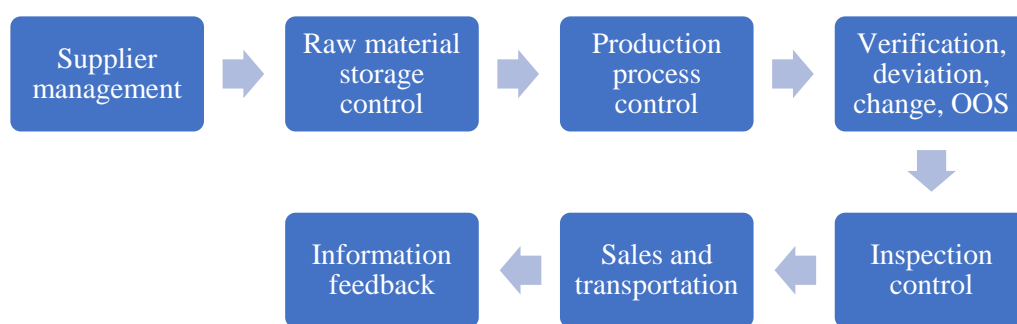 Supplier
management
Raw material
storage
control
Production
process
control
Verification,
deviation,
change, OOS
Inspection
control
Sales and
transportation
Information
feedback